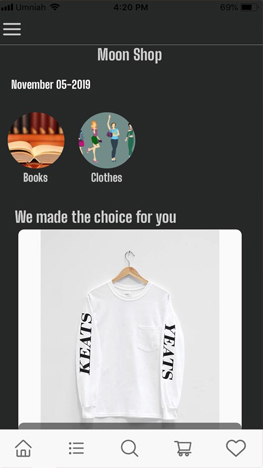 Umniah 4:20 PM 69%
Moon Shop
November 05-2019
Books Clothes
We made the choice for you
KEATS YEATS